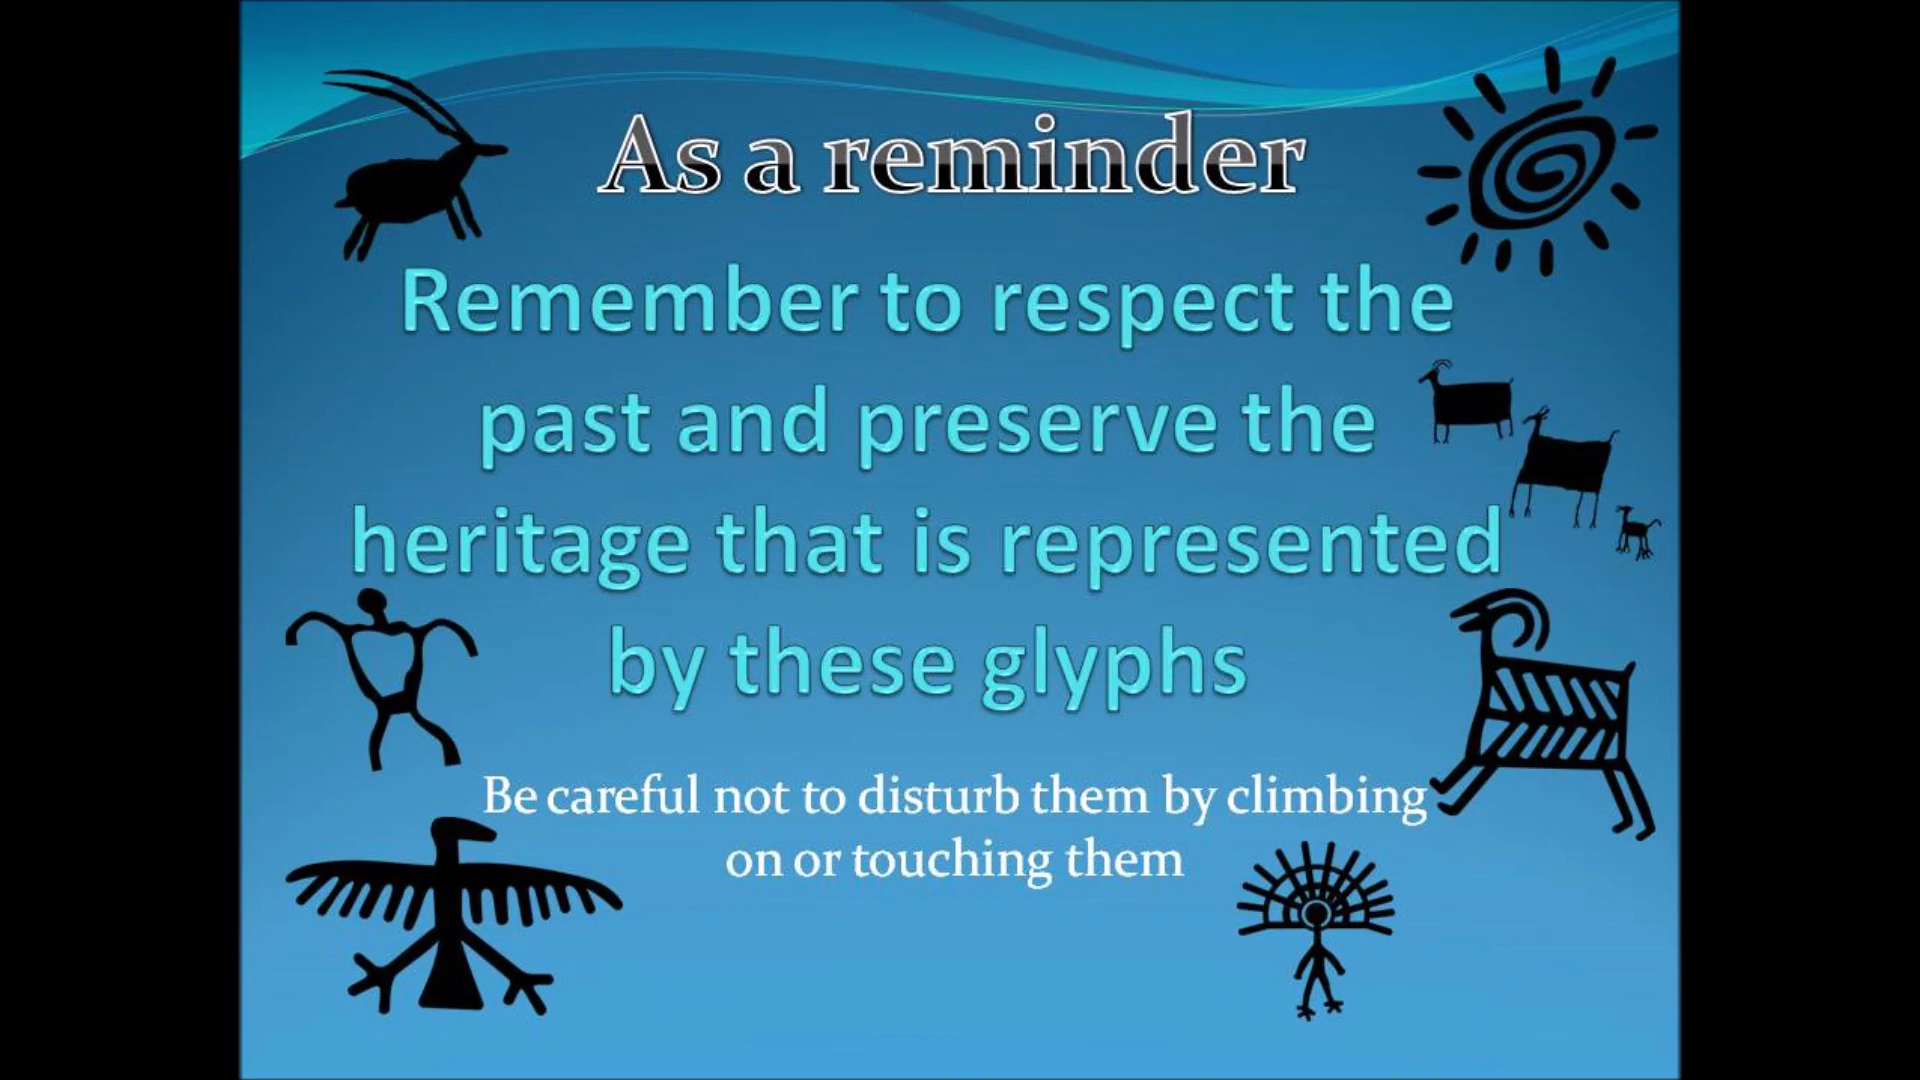 As a reminder
Remember to respect the
past and preserve the
heritage that is represented
by these glyphs
Be careful not to disturb them by climbing
on or touching them